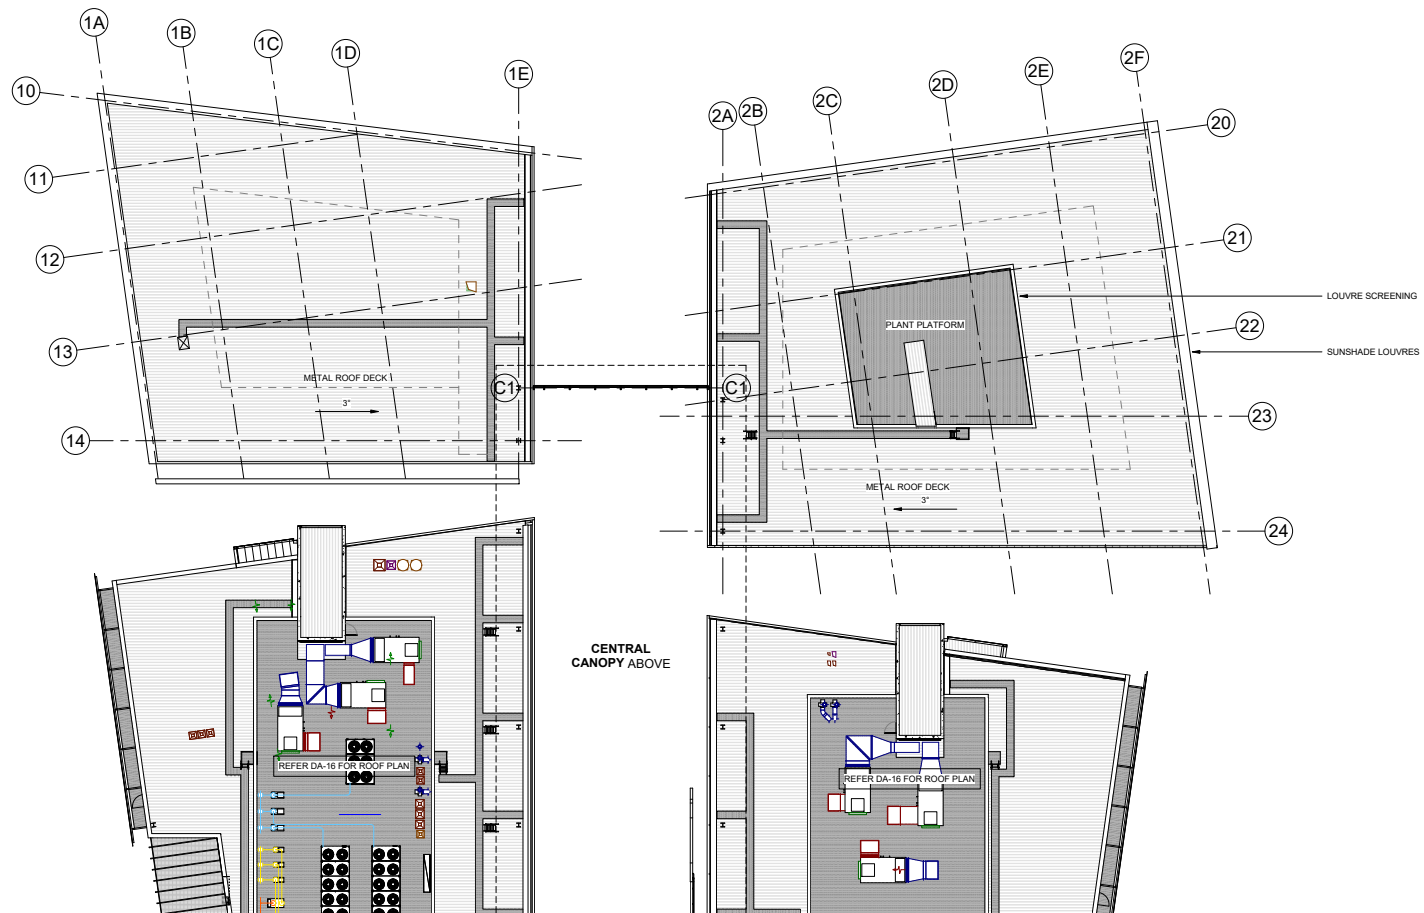 1A
1B
1C
1D
1E
2A
2B
2C
2D
2E
2F
10
11
12
13
14
20
21
22
23
24
LOUVRE SCREENING
PLANT PLATFORM
SUNSHADE LOUVRES
METAL ROOF DECK
3°
C1
C1
METAL ROOF DECK
3°
CENTRAL
CANOPY ABOVE
REFER DA-16 FOR ROOF PLAN
REFER DA-16 FOR ROOF PLAN